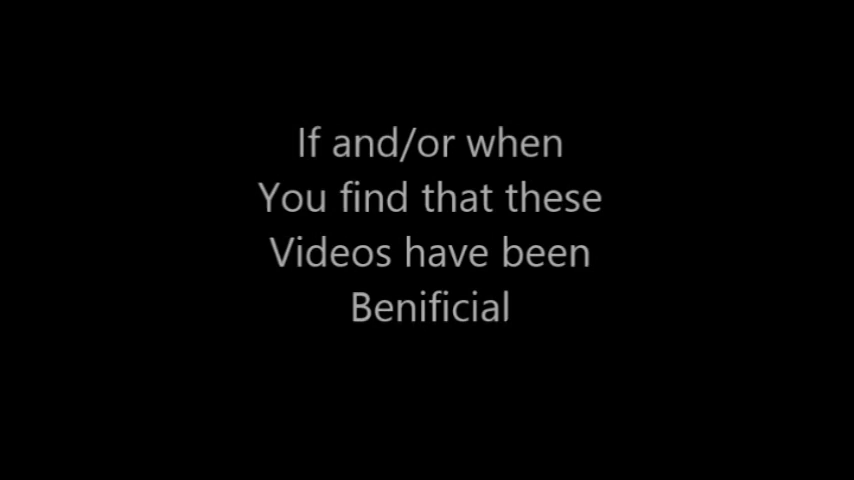 If and/or when
You find that these
Videos have been
Benificial